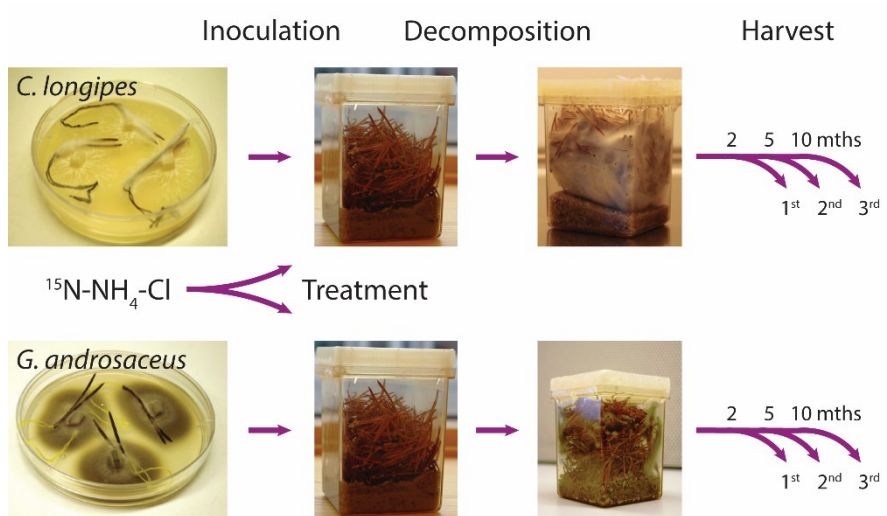 Inoculation Decomposition Harvest
C. longipes
2 5 10 mths
1st 2nd 3rd
15N-NH4-Cl Treatment
G. androsaceus
2 5 10 mths
1st 2nd 3rd